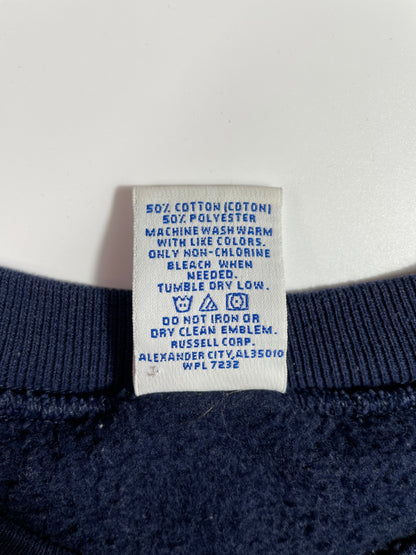 50% COTTON (COTON)
50% POLYESTER
MACHINE WASH WARM
WITH LIKE COLORS.
ONLY NON-CHLORINE
BLEACH WHEN
NEEDED.
TUMBLE DRY LOW.
DO NOT IRON OR
DRY CLEAN EMBLEM.
RUSSELL CORP.
ALEXANDER CITY, AL35010
WPL 7232